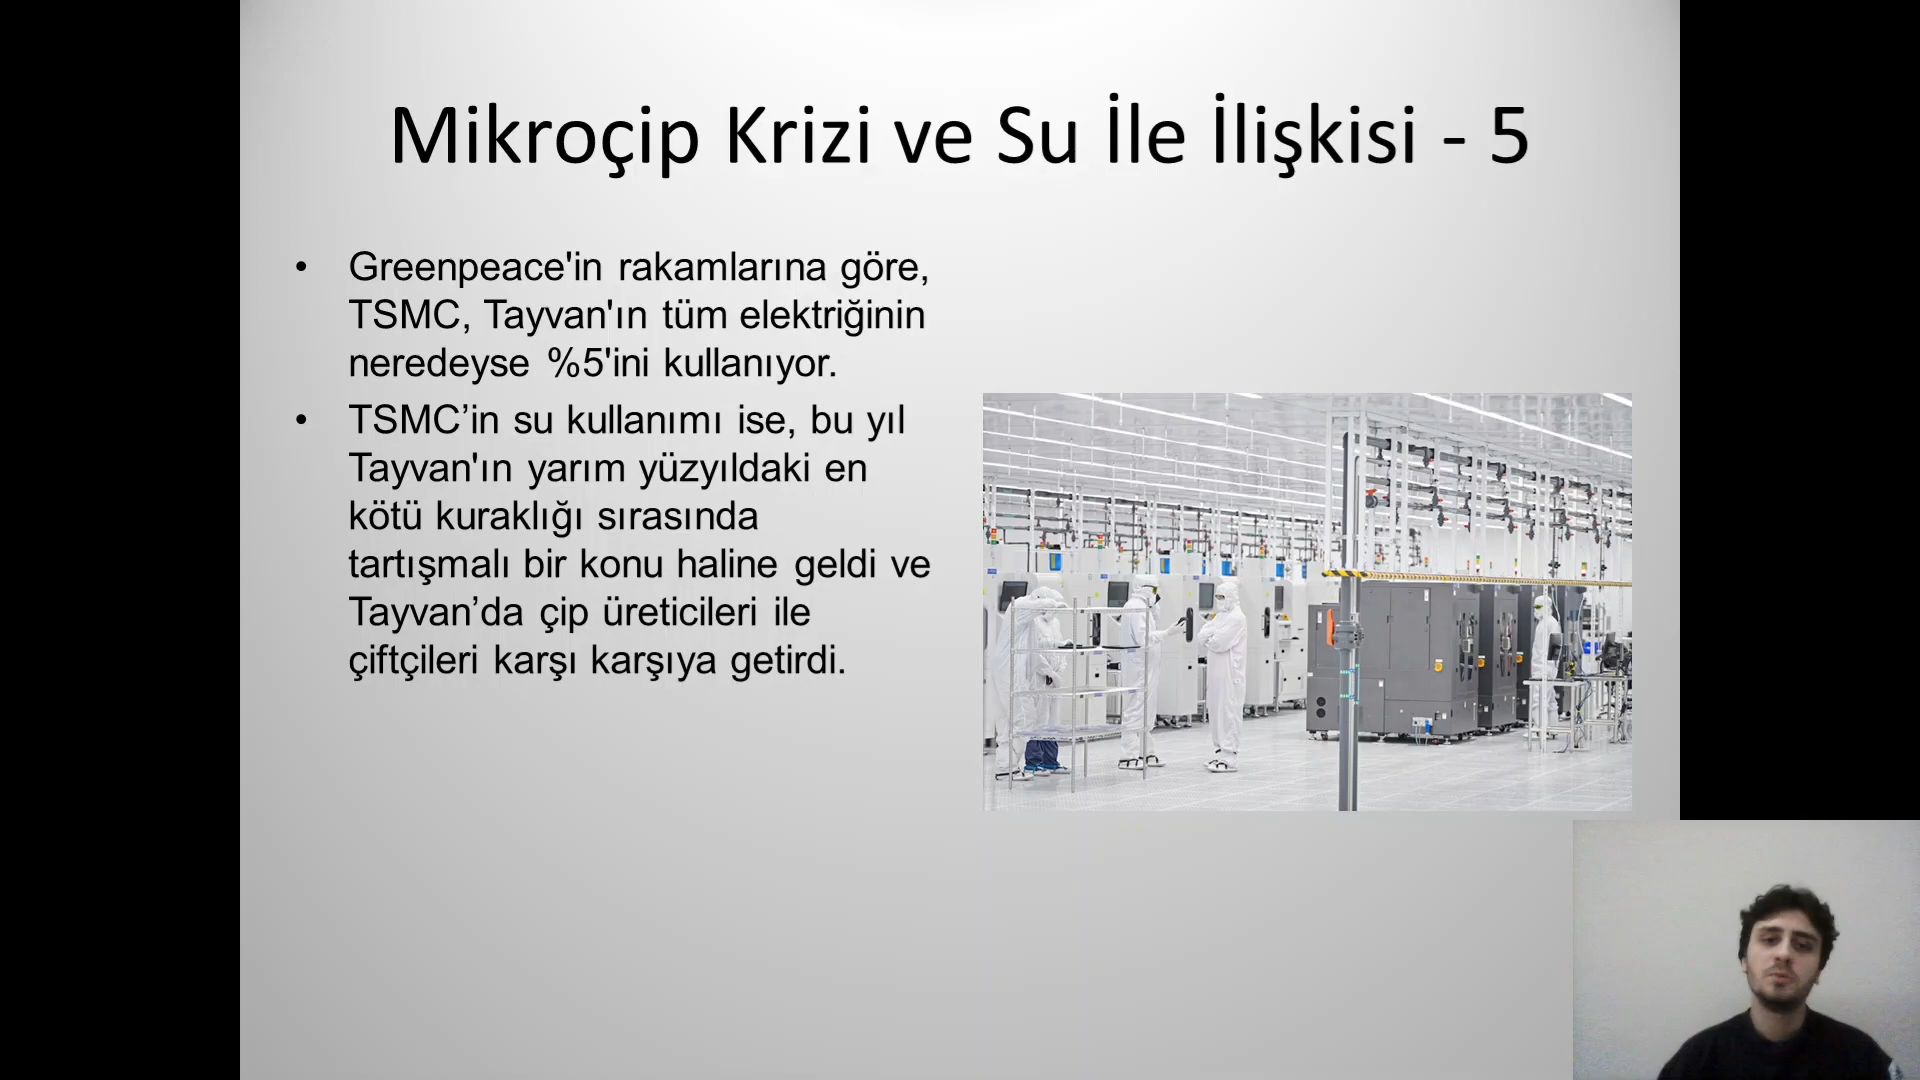 Mikroçip Krizi ve Su İle İlişkisi - 5
• Greenpeace'in rakamlarına göre,
TSMC, Tayvan'ın tüm elektriğinin
neredeyse %5'ini kullanıyor.
• TSMC’in su kullanımı ise, bu yıl
Tayvan'ın yarım yüzyıldaki en
kötü kuraklığı sırasında
tartışmalı bir konu haline geldi ve
Tayvan’da çip üreticileri ile
çiftçileri karşı karşıya getirdi.